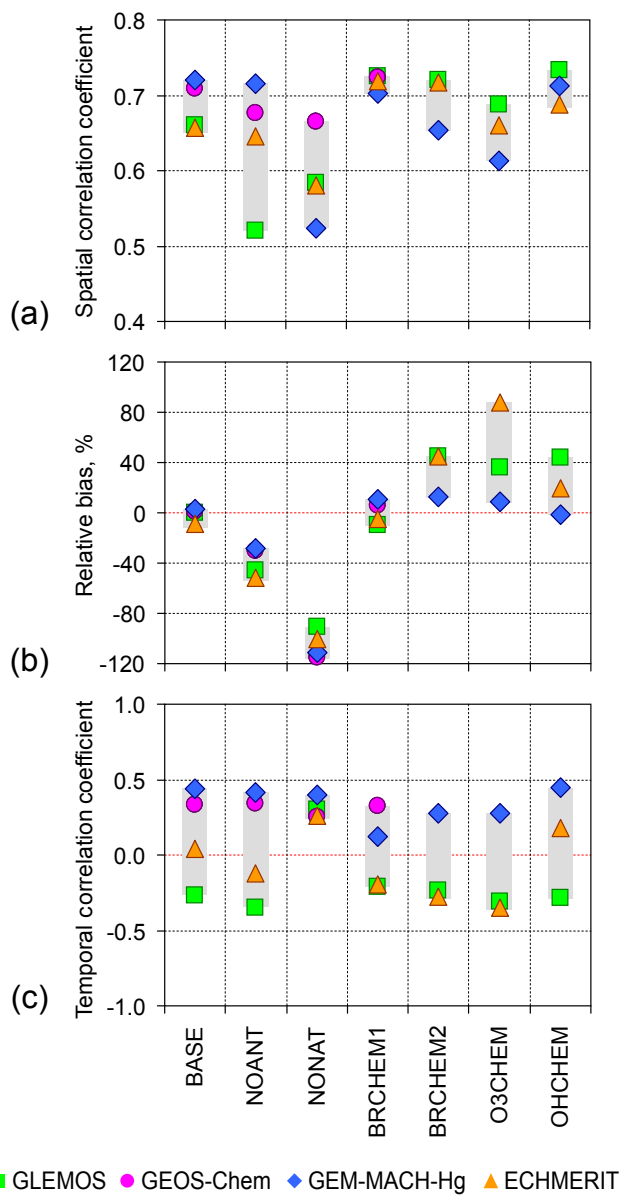 0.8
0.7
0.6
0.5
0.4
Spatial correlation coefficient
(a)
120
80
40
0
-40
-80
-120
Relative bias, %
(b)
1.0
0.5
0.0
-0.5
-1.0
Temporal correlation coefficient
(c)
BASE
NOANT
NONAT
BRCHEM1
BRCHEM2
O3CHEM
OHCHEM
GLEMOS GEOS-Chem GEM-MACH-Hg ECHMERIT